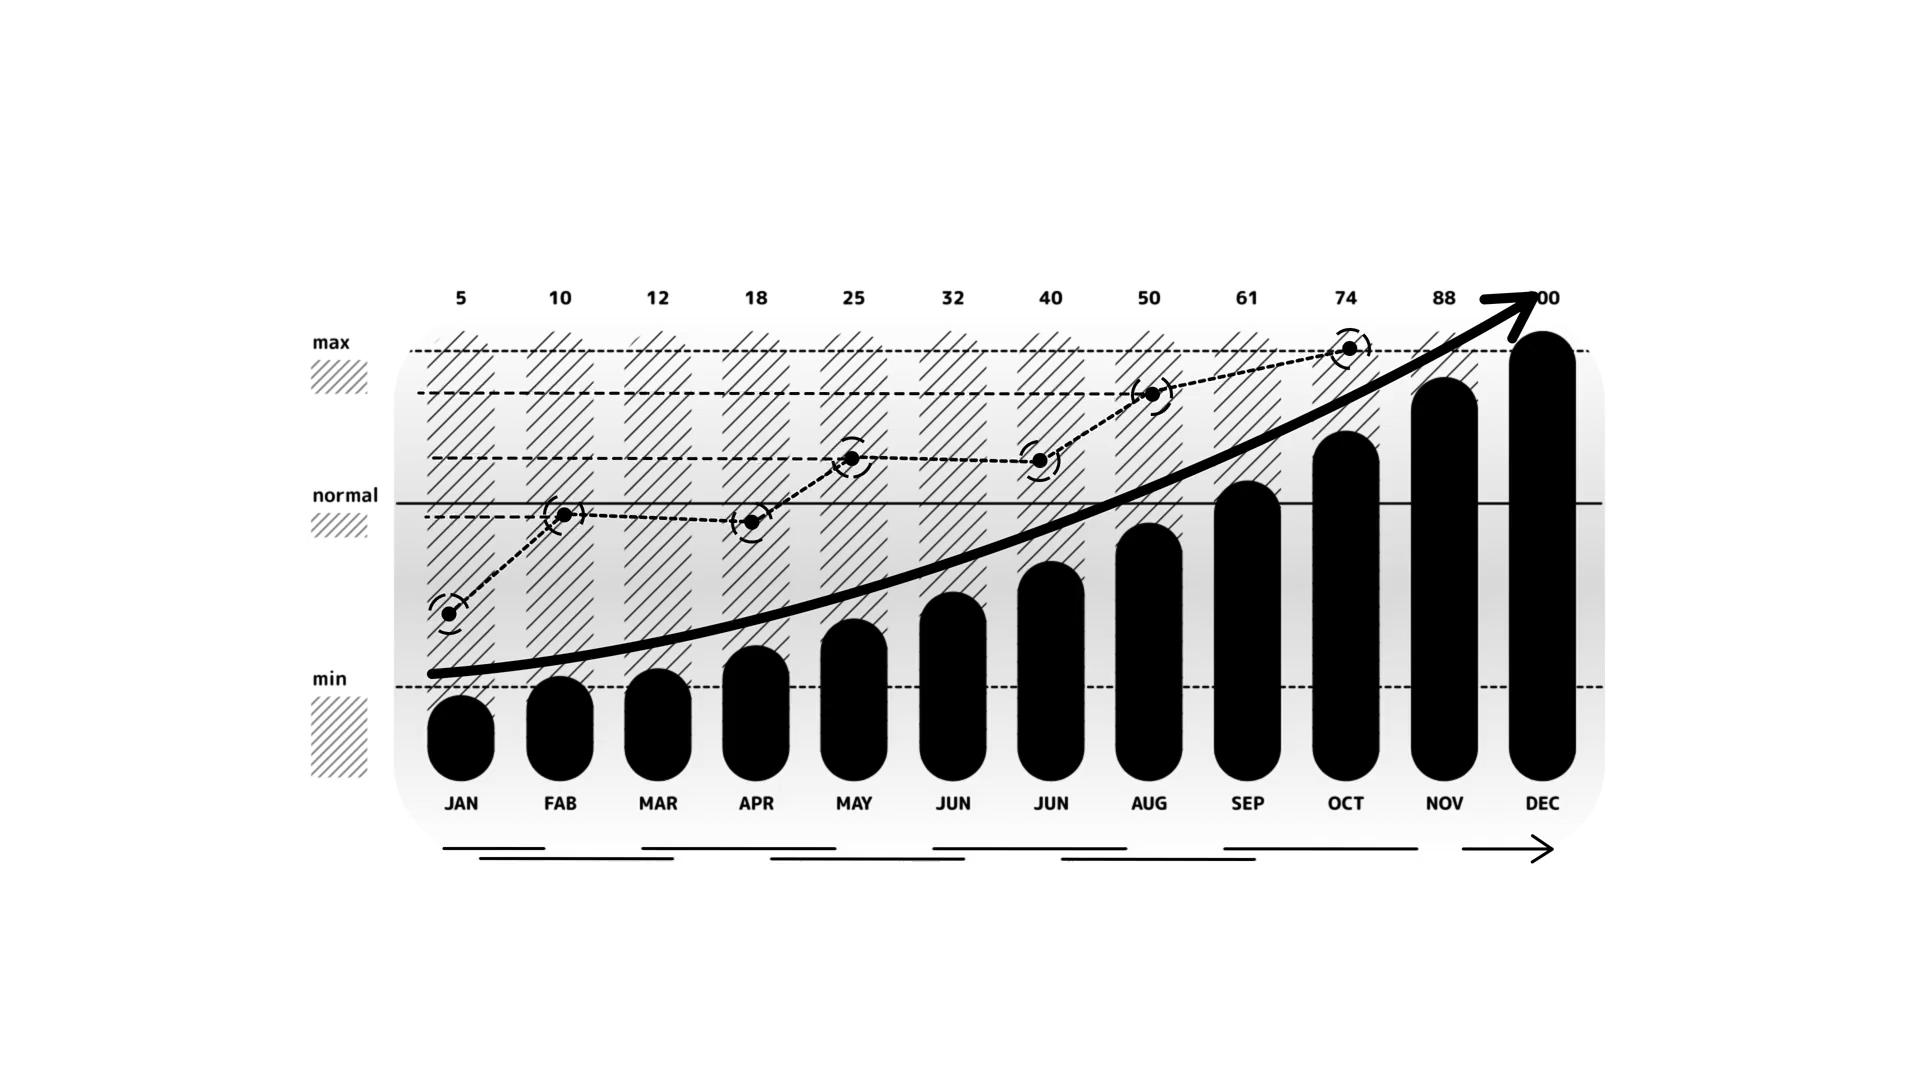 5 10 12 18 25 32 40 50 61 74 88 00
max
normal
min
JAN FAB MAR APR MAY JUN JUN AUG SEP OCT NOV DEC